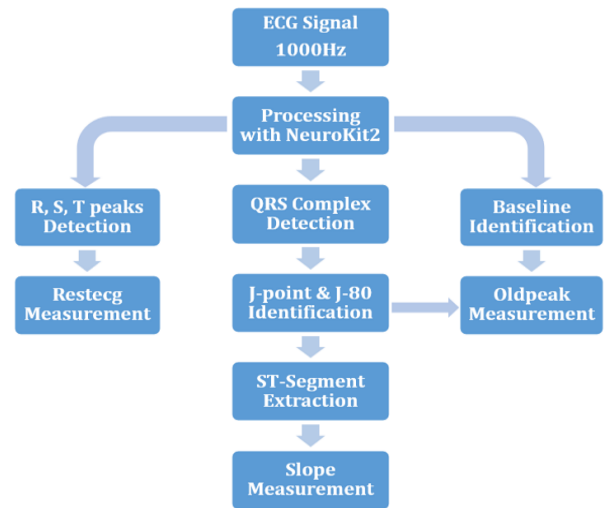 ECG Signal
1000Hz
Processing
with NeuroKit2
R, S, T peaks
Detection
QRS Complex
Detection
Baseline
Identification
Restecg
Measurement
J-point & J-80
Identification
Oldpeak
Measurement
ST-Segment
Extraction
Slope
Measurement